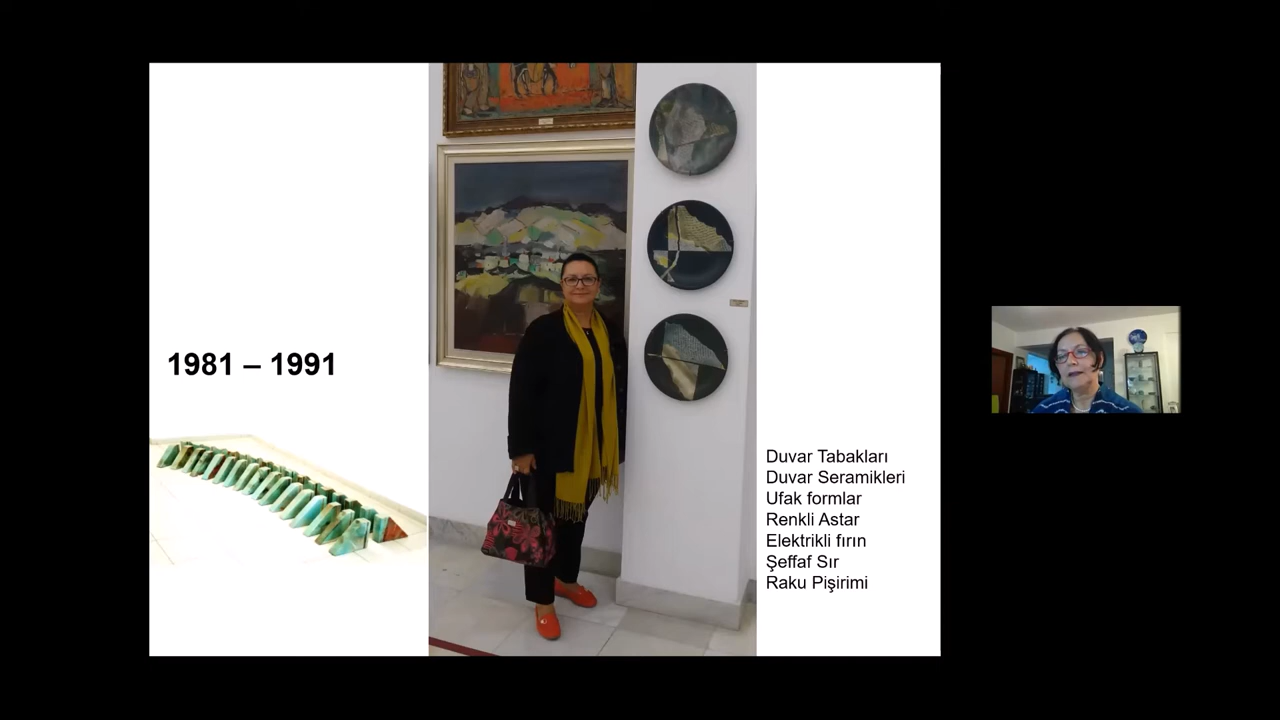 1981 – 1991
Duvar Tabakları
Duvar Seramikleri
Ufak formlar
Renkli Astar
Elektrikli fırın
Şeffaf Sır
Raku Pişirimi